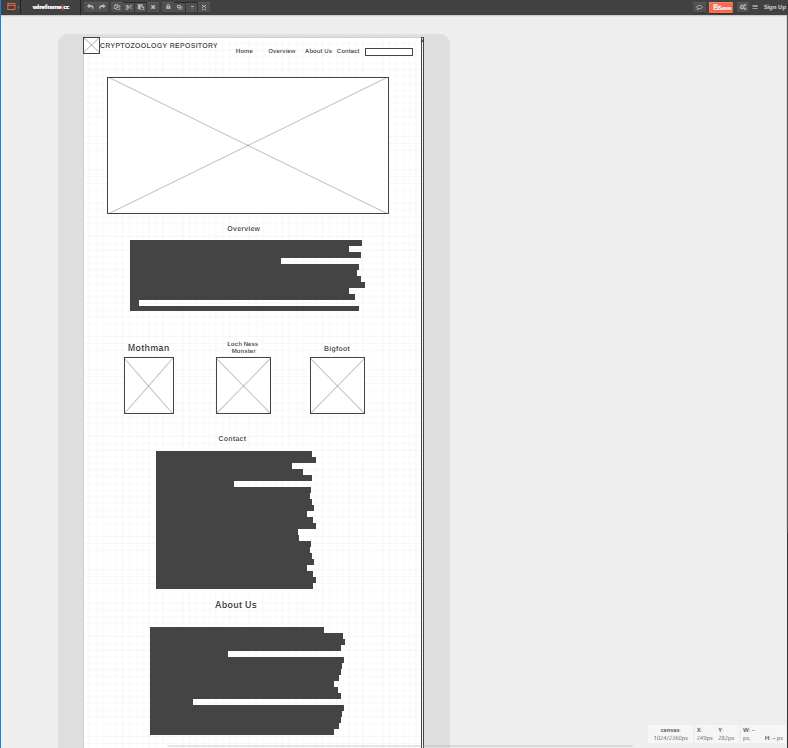 wireframe|cc
Save
Sign Up
CRYPTOZOOLOGY REPOSITORY
Home Overview About Us Contact
Overview
Mothman
Loch Ness
Monster
Bigfoot
Contact
About Us
canvas: X: Y: W: –
1024/2360px 249px 282px px, H: – px